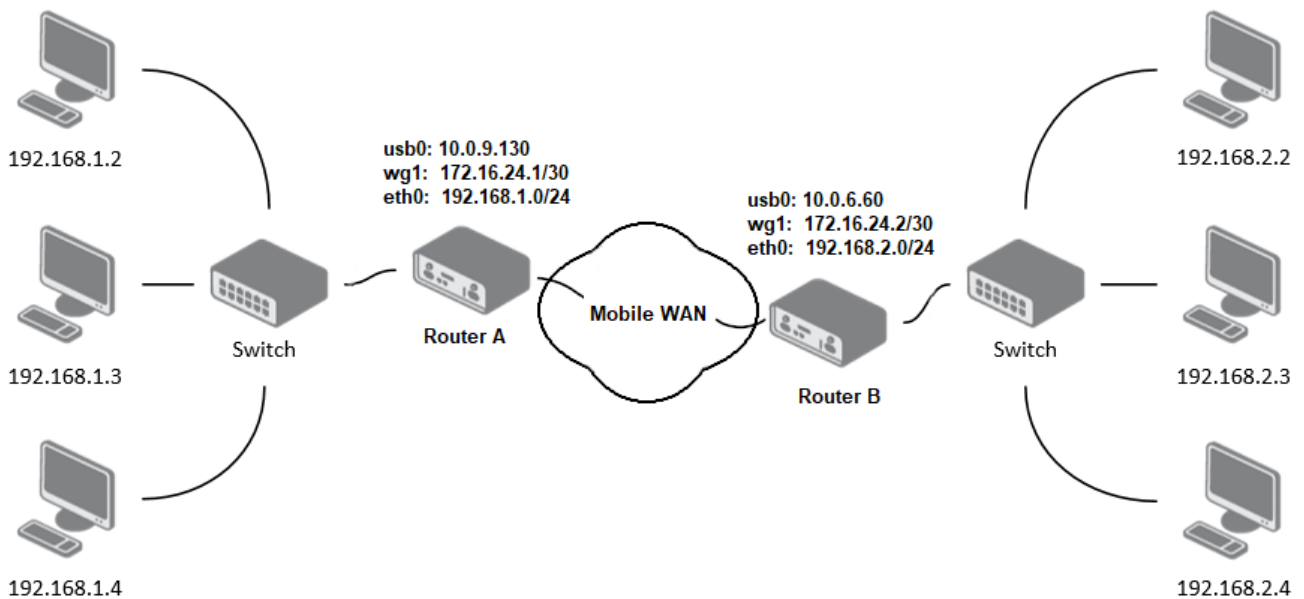 192.168.1.2
192.168.1.3
192.168.1.4
Switch
usb0: 10.0.9.130
wg1: 172.16.24.1/30
eth0: 192.168.1.0/24
Router A
Mobile WAN
usb0: 10.0.6.60
wg1: 172.16.24.2/30
eth0: 192.168.2.0/24
Router B
Switch
192.168.2.2
192.168.2.3
192.168.2.4